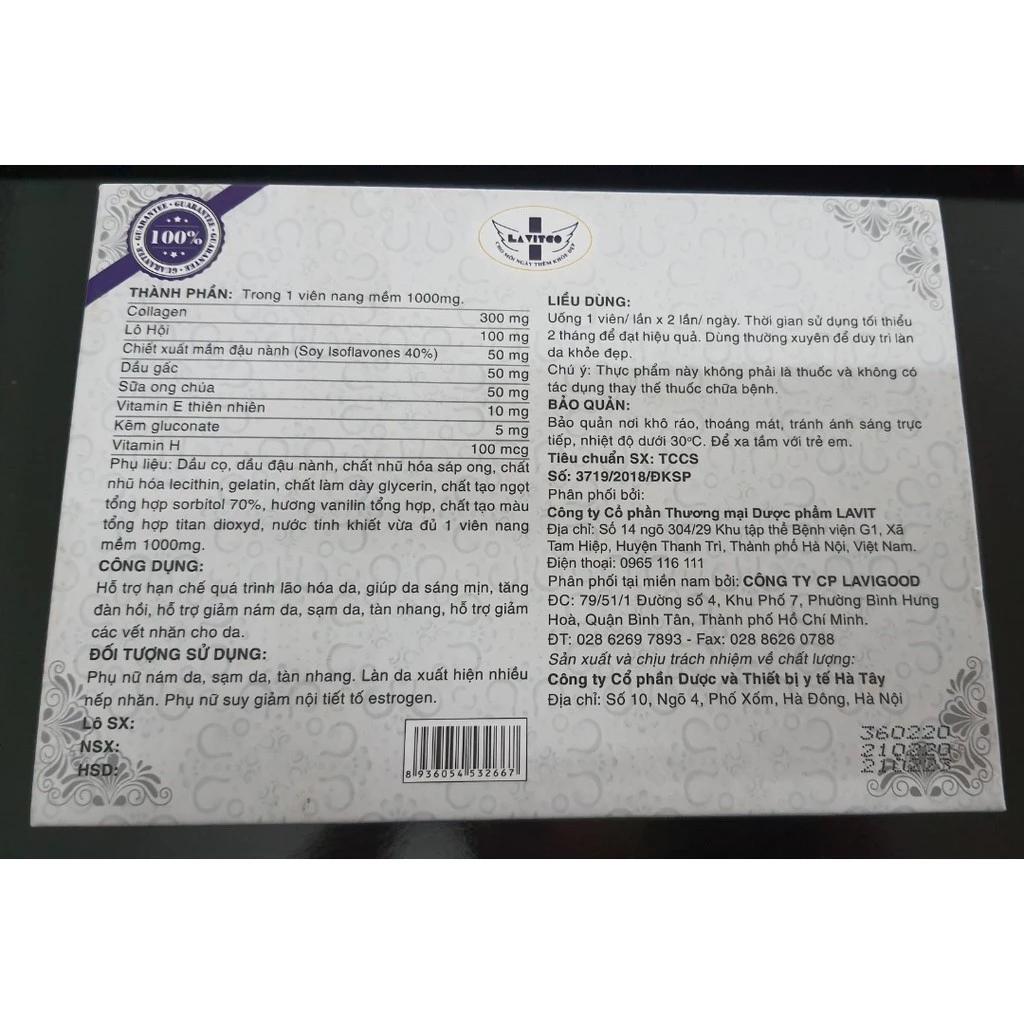 GUARANTEE • GUARANTEE • GUARANTEE • GUARANTEE
100%
LAVITCO
CHO MỖI NGÀY THÊM KHỎE ĐẸP
THÀNH PHẦN: Trong 1 viên nang mềm 1000mg.
Collagen 300 mg
Lô Hội 100 mg
Chiết xuất mầm đậu nành (Soy Isoflavones 40%) 50 mg
Dầu gấc 50 mg
Sữa ong chúa 50 mg
Vitamin E thiên nhiên 10 mg
Kẽm gluconate 5 mg
Vitamin H 100 mcg
Phụ liệu: Dầu cọ, dầu đậu nành, chất nhũ hóa sáp ong, chất
nhũ hóa lecithin, gelatin, chất làm dày glycerin, chất tạo ngọt
tổng hợp sorbitol 70%, hương vanilin tổng hợp, chất tạo màu
tổng hợp titan dioxyd, nước tinh khiết vừa đủ 1 viên nang
mềm 1000mg.
CÔNG DỤNG:
Hỗ trợ hạn chế quá trình lão hóa da, giúp da sáng mịn, tăng
đàn hồi, hỗ trợ giảm nám da, sạm da, tàn nhang, hỗ trợ giảm
các vết nhăn cho da.
ĐỐI TƯỢNG SỬ DỤNG:
Phụ nữ nám da, sạm da, tàn nhang. Làn da xuất hiện nhiều
nếp nhăn. Phụ nữ suy giảm nội tiết tố estrogen.
Lô SX:
NSX:
HSD:
8 936054 532667
LIỀU DÙNG:
Uống 1 viên/ lần x 2 lần/ ngày. Thời gian sử dụng tối thiểu
2 tháng để đạt hiệu quả. Dùng thường xuyên để duy trì làn
da khỏe đẹp.
Chú ý: Thực phẩm này không phải là thuốc và không có
tác dụng thay thế thuốc chữa bệnh.
BẢO QUẢN:
Bảo quản nơi khô ráo, thoáng mát, tránh ánh sáng trực
tiếp, nhiệt độ dưới 30°C. Để xa tầm với trẻ em.
Tiêu chuẩn SX: TCCS
Số: 3719/2018/ĐKSP
Phân phối bởi:
Công ty Cổ phần Thương mại Dược phẩm LAVIT
Địa chỉ: Số 14 ngõ 304/29 Khu tập thể Bệnh viện G1, Xã
Tam Hiệp, Huyện Thanh Trì, Thành phố Hà Nội, Việt Nam.
Điện thoại: 0965 116 111
Phân phối tại miền nam bởi: CÔNG TY CP LAVIGOOD
ĐC: 79/51/1 Đường số 4, Khu Phố 7, Phường Bình Hưng
Hoà, Quận Bình Tân, Thành phố Hồ Chí Minh.
ĐT: 028 6269 7893 - Fax: 028 8626 0788
Sản xuất và chịu trách nhiệm về chất lượng:
Công ty Cổ phần Dược và Thiết bị y tế Hà Tây
Địa chỉ: Số 10, Ngõ 4, Phố Xốm, Hà Đông, Hà Nội
360220
210220
210223